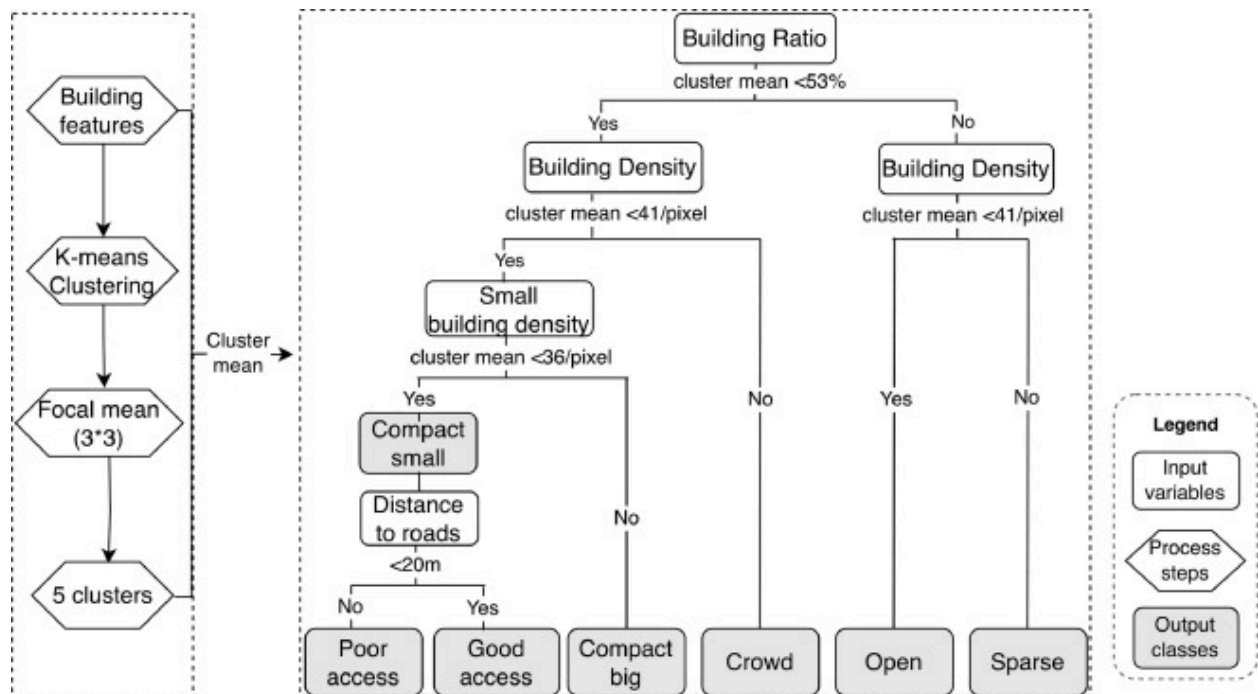 Building
features
K-means
Clustering
Focal mean
(3*3)
5 clusters
Cluster
mean
Building Ratio
cluster mean <53%
Yes
No
Building Density
cluster mean <41/pixel
Building Density
cluster mean <41/pixel
Yes
No
Yes
No
Small
building density
cluster mean <36/pixel
Yes
No
Compact
small
Distance
to roads
<20m
No
Yes
Poor
access
Good
access
Compact
big
Crowd
Open
Sparse
Legend
Input
variables
Process
steps
Output
classes